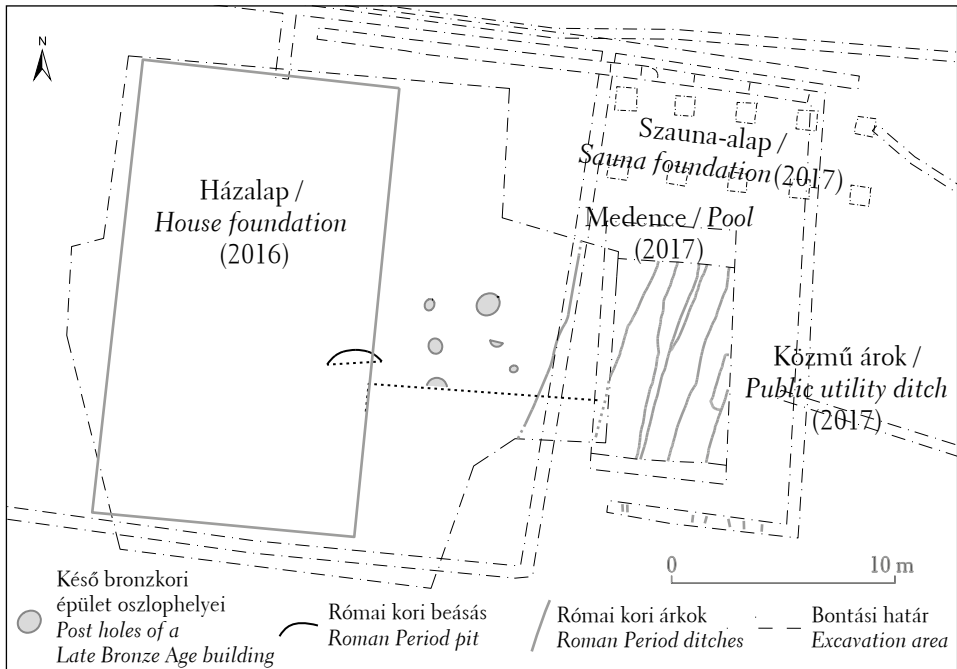 N
Házalap /
House foundation
(2016)
Szauna-alap /
Sauna foundation (2017)
Medence / Pool
(2017)
Közmű árok /
Public utility ditch
(2017)
0 10 m
Késő bronzkori
épület oszlophelyei
Post holes of a
Late Bronze Age building
Római kori beásás
Roman Period pit
Római kori árkok
Roman Period ditches
Bontási határ
Excavation area